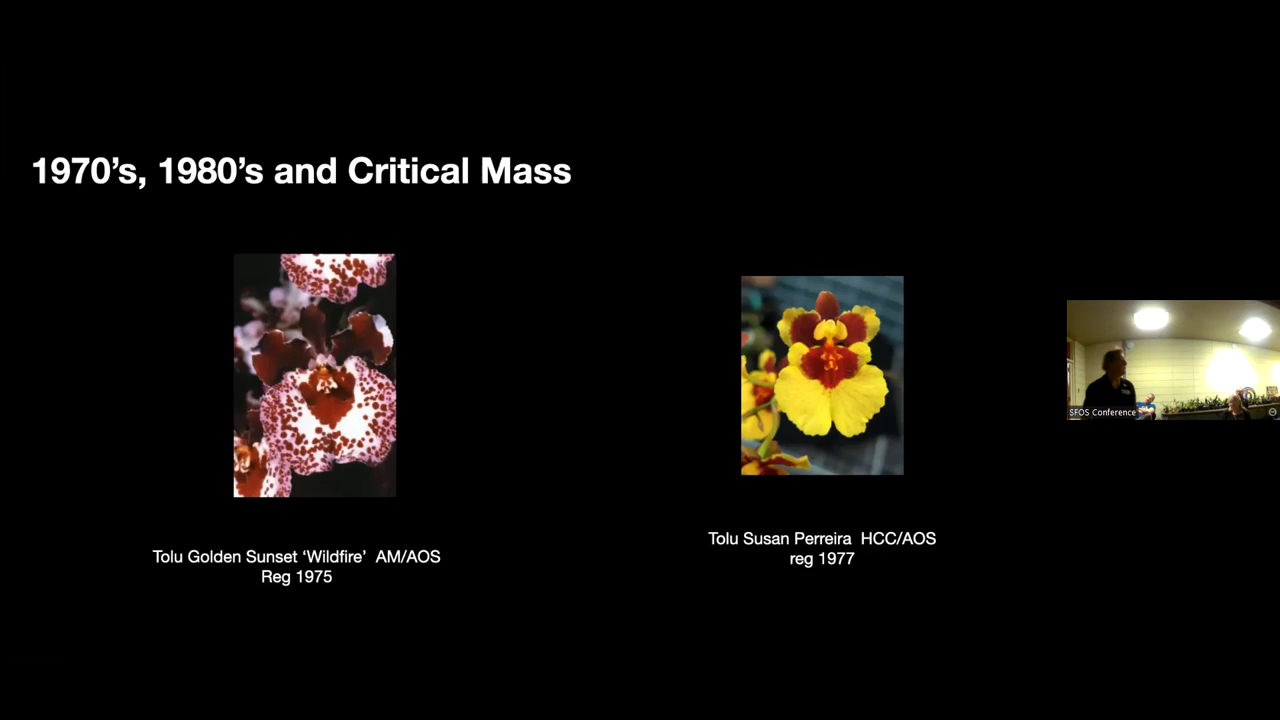 1970’s, 1980’s and Critical Mass
Tolu Golden Sunset ‘Wildfire’ AM/AOS
Reg 1975
Tolu Susan Perreira HCC/AOS
reg 1977
SFOS Conference